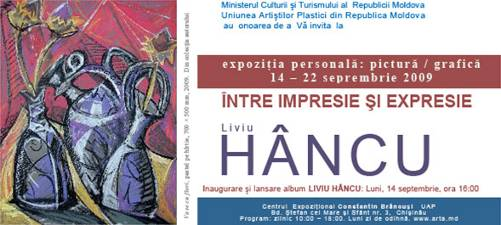 Ministerul Culturii şi Turismului al Republicii Moldova
Uniunea Artiştilor Plastici din Republica Moldova
au onoarea de a Vă invita la
expoziţia personală: pictură / grafică
14 – 22 seprembrie 2009
ÎNTRE IMPRESIE ŞI EXPRESIE
Liviu
HÂNCU
Inaugurare şi lansare album LIVIU HÂNCU: Luni, 14 septembrie, ora 16:00
Centrul Expoziţional Constantin Brâncuşi UAP
Bd. Ştefan cel Mare şi Sfânt nr. 3, Chişinău
Program: zilnic 10:00 – 18:00. Luni zi de odihnă. www.arta.md
pastel pe hârtie, 700 × 500 mm, 2009. Din colecţia autorului